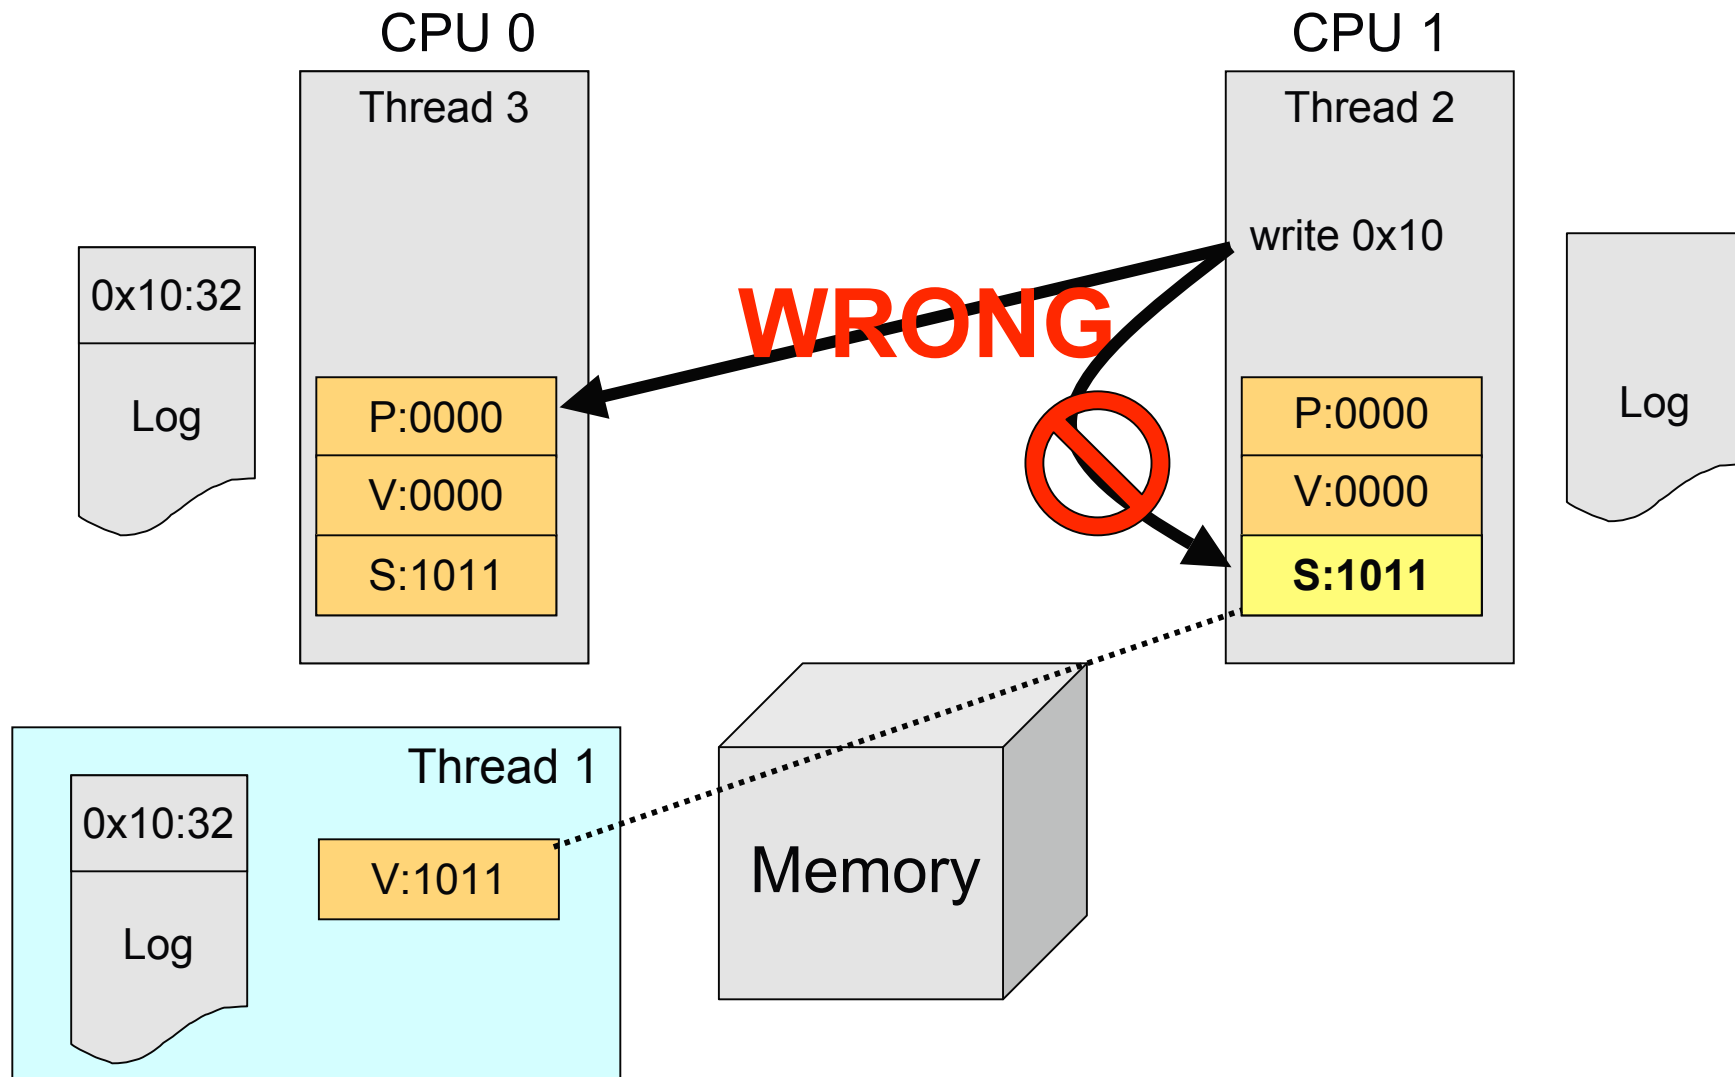 CPU 0
CPU 1
Thread 3
Thread 2
write 0x10
0x10:32
WRONG
Log
P:0000
V:0000
S:1011
P:0000
V:0000
S:1011
Log
Thread 1
0x10:32
V:1011
Log
Memory